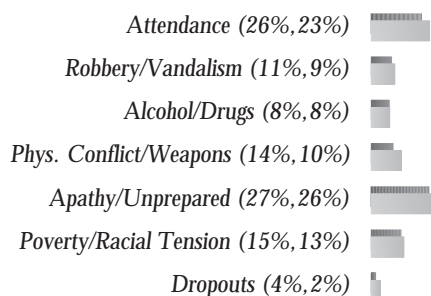 Attendance (26%,23%)
Robbery/Vandalism (11%,9%)
Alcohol/Drugs (8%,8%)
Phys. Conflict/Weapons (14%,10%)
Apathy/Unprepared (27%,26%)
Poverty/Racial Tension (15%,13%)
Dropouts (4%,2%)